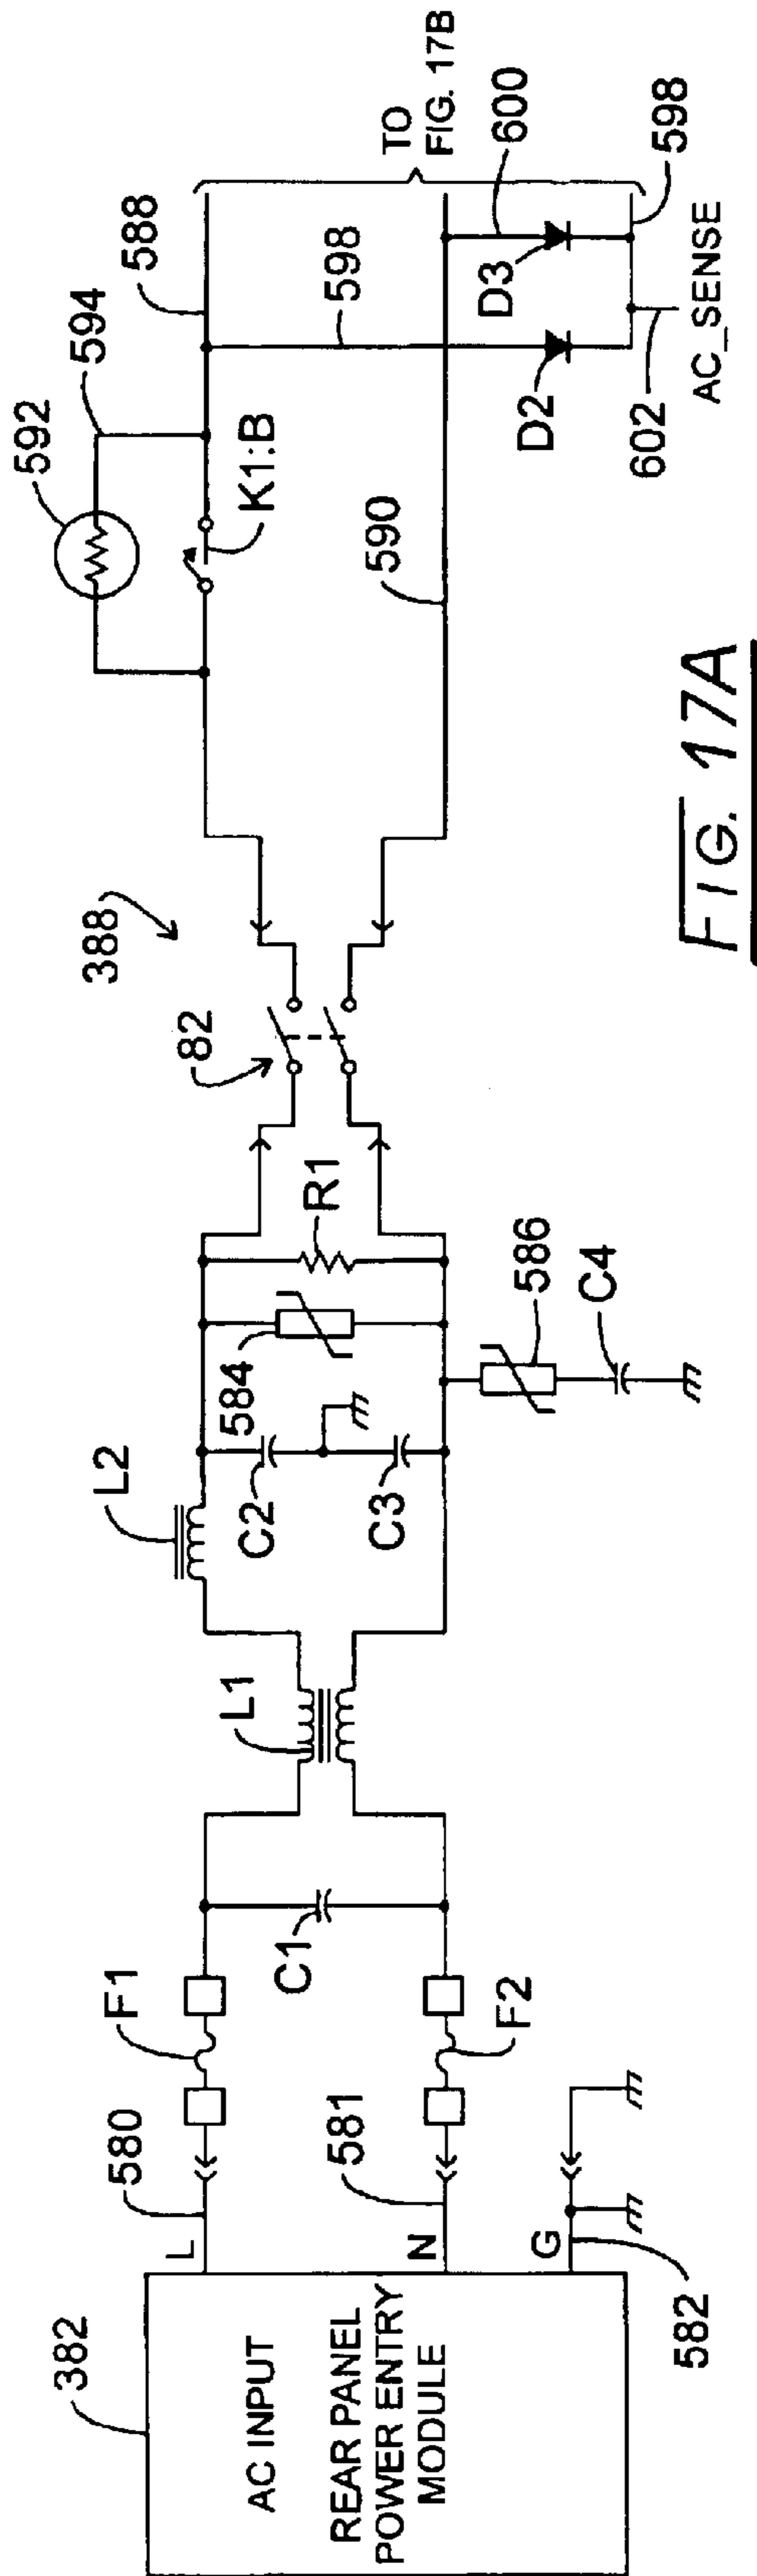 382
AC INPUT
REAR PANEL
POWER ENTRY
MODULE
L
580
F1
N
581
F2
G
582
C1
L1
L2
C2
C3
584
R1
586
C4
82
388
592
594
K1:B
588
590
598
D2
D3
600
TO
FIG. 17B
598
602
AC_SENSE
FIG. 17A